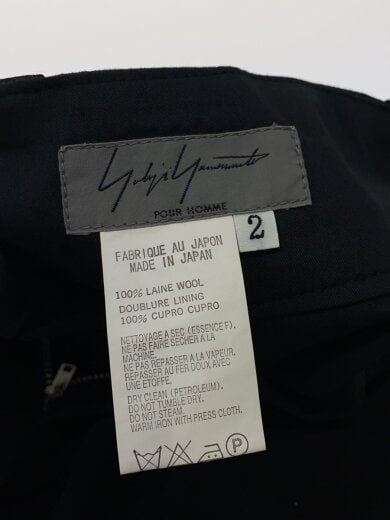 Yohji Yamamoto
POUR HOMME
2
FABRIQUE AU JAPON
MADE IN JAPAN
100% LAINE WOOL
DOUBLURE LINING
100% CUPRO CUPRO
NETTOYAGE A SEC (ESSENCE F).
NE PAS FAIRE SECHER A LA
MACHINE.
NE PAS REPASSER A LA VAPEUR.
REPASSER AU FER DOUX AVEC
UNE ETOFFE.
DRY CLEAN (PETROLEUM).
DO NOT TUMBLE DRY.
DO NOT STEAM.
WARM IRON WITH PRESS CLOTH.
P